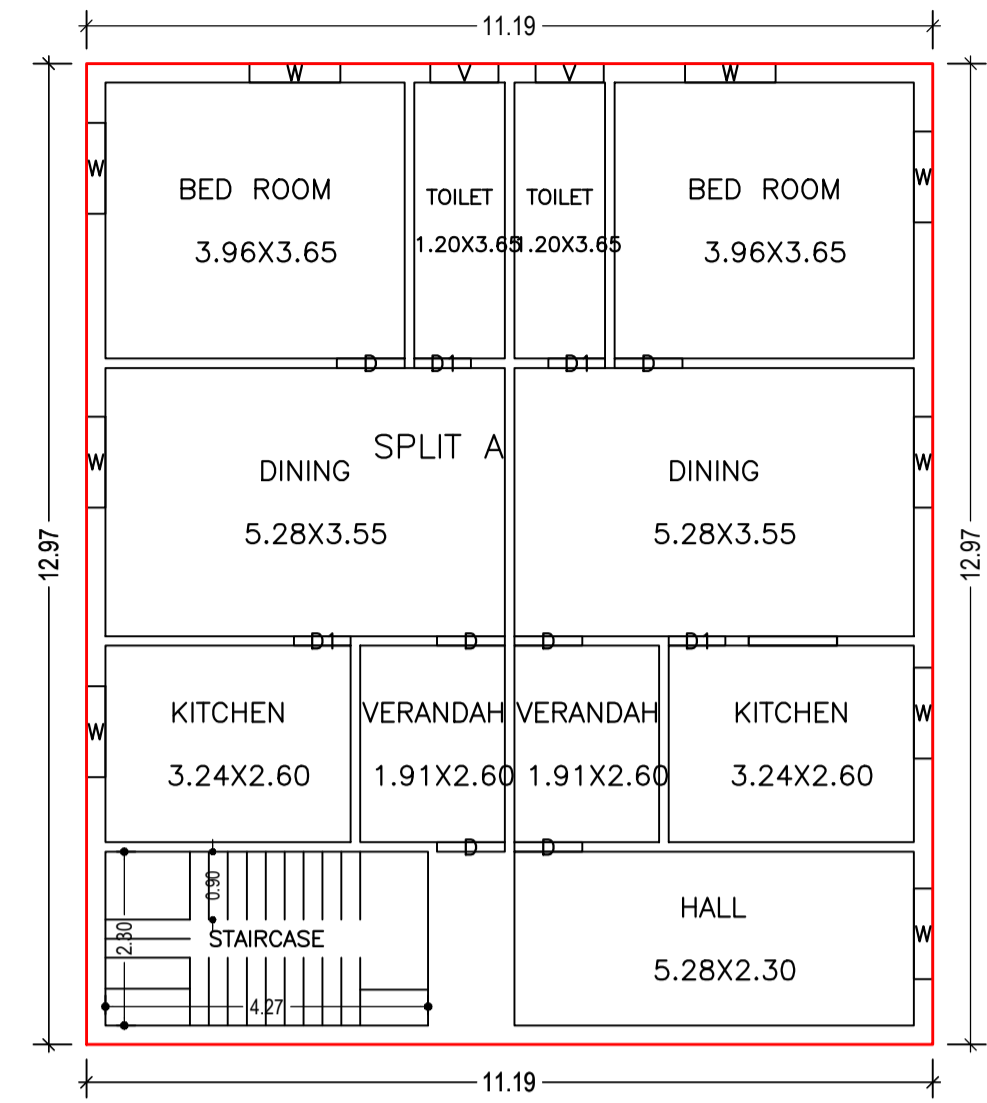 11.19
W V V W
W W
BED ROOM TOILET TOILET BED ROOM
3.96X3.65 1.20X3.65 1.20X3.65 3.96X3.65
D D1 D1 D
SPLIT A
W DINING DINING W
5.28X3.55 5.28X3.55
12.97 12.97
D1 D D D1
KITCHEN VERANDAH VERANDAH KITCHEN W
W
3.24X2.60 1.91X2.60 1.91X2.60 3.24X2.60
D D
0.90
HALL
2.30 STAIRCASE W
5.28X2.30
4.27
11.19